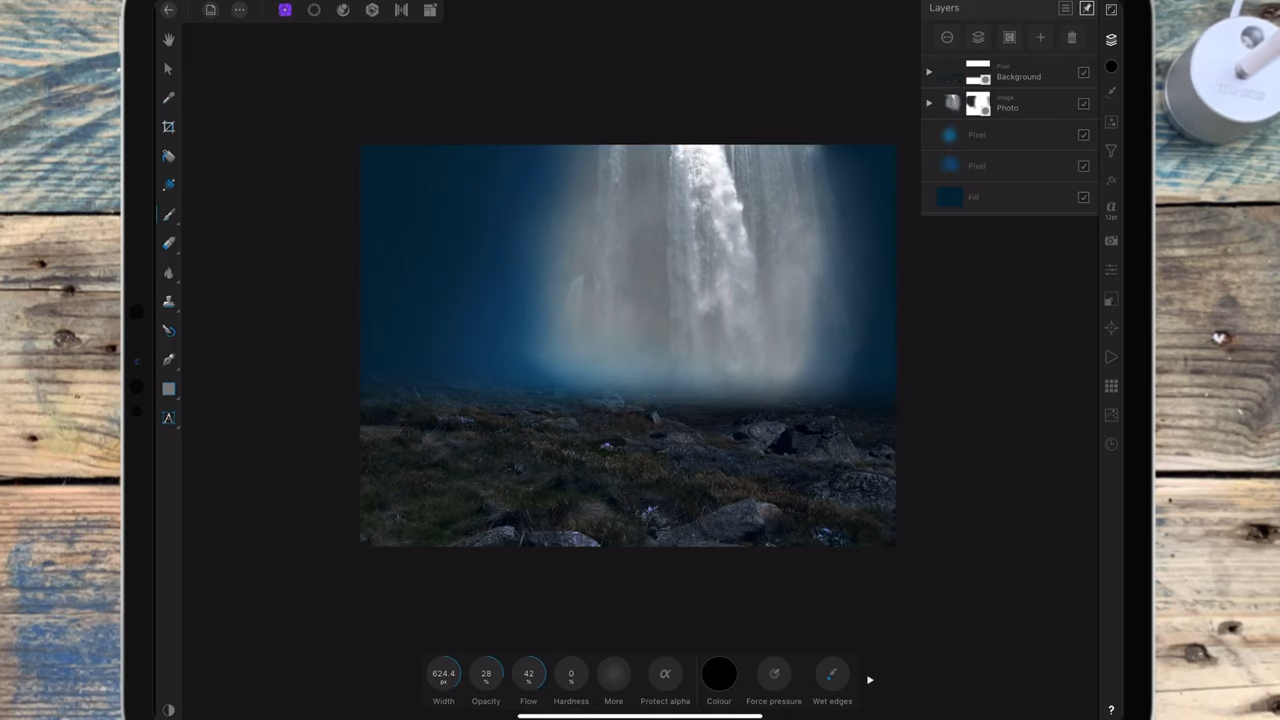 Layers
Pixel
Background
Image
Photo
Pixel
Pixel
Fill
12pt
624.4
px
28
%
42
%
0
%
Width
Opacity
Flow
Hardness
More
Protect alpha
Colour
Force pressure
Wet edges
?